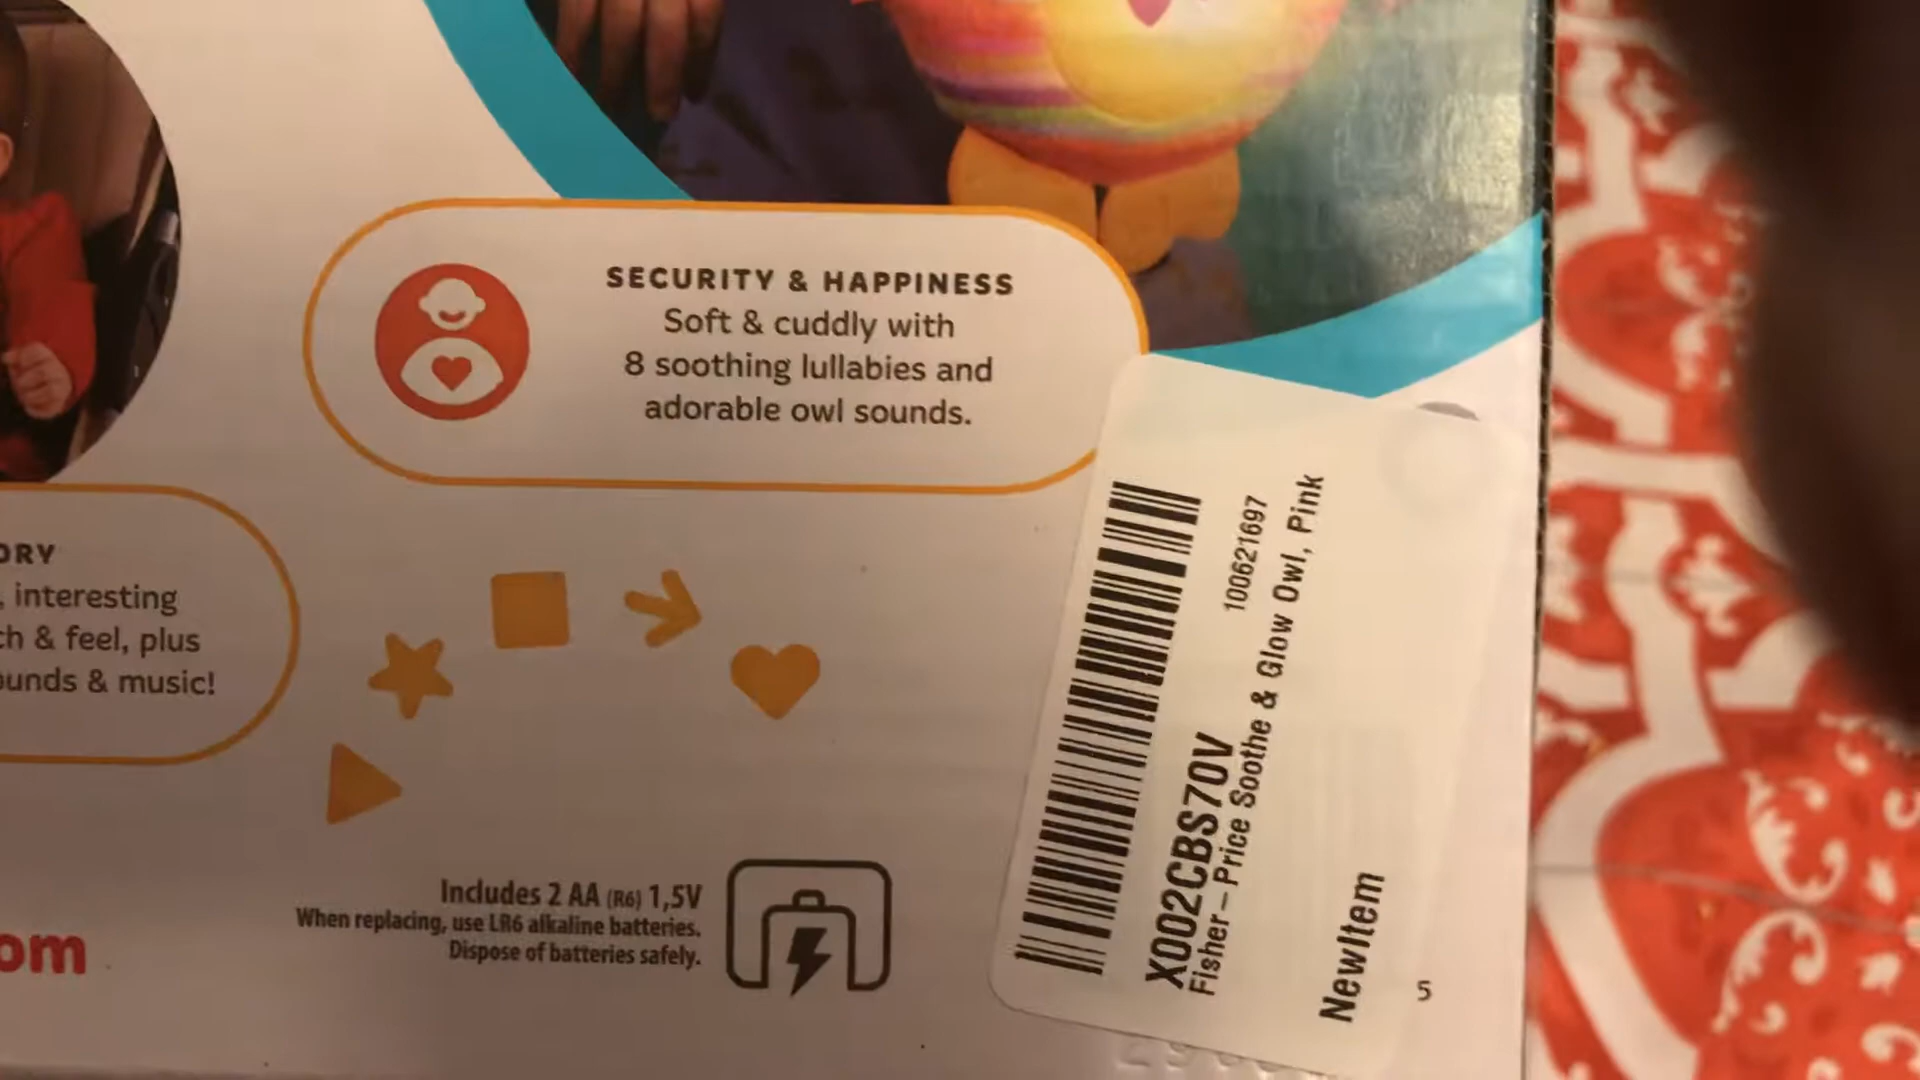 SECURITY & HAPPINESS
Soft & cuddly with
8 soothing lullabies and
adorable owl sounds.
ORY
, interesting
ch & feel, plus
ounds & music!
Includes 2 AA (R6) 1,5V
When replacing, use LR6 alkaline batteries.
Dispose of batteries safely.
om
100621697
X002CBS70V
Fisher-Price Soothe & Glow Owl, Pink
NewItem
5